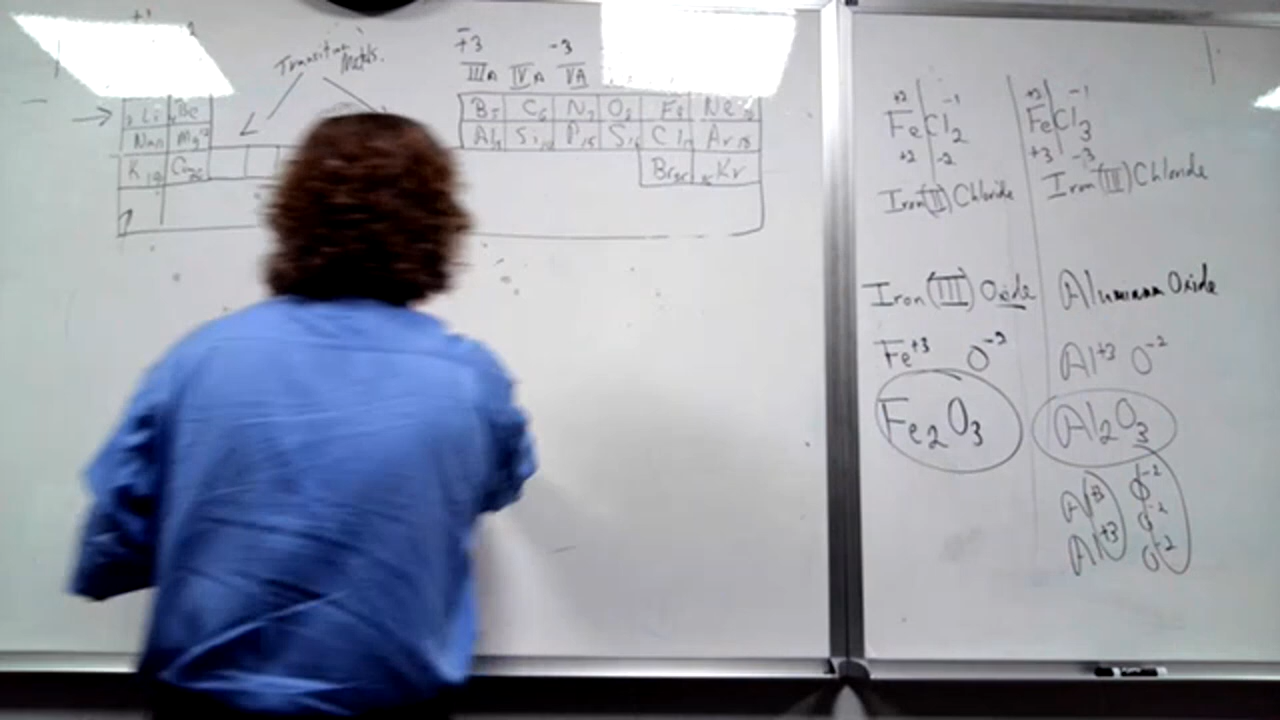 +1
Transition Metals.
+3 -3
IIIA IVA VA
Li Be
B5 C6 N7 O8 F9 Ne10
Na11 Mg12
Al13 Si14 P15 S16 Cl17 Ar18
K19 Ca20
Br35 36Kr
+2 -1
FeCl2
+2 -2
Iron(II) Chloride
+2 -1
FeCl3
+3 -3
Iron(III) Chloride
Iron(III) Oxide
Fe+3 O-2
Fe2O3
Aluminum Oxide
Al+3 O-2
Al2O3
Al+3 O-2
O-2
Al+3 O-2